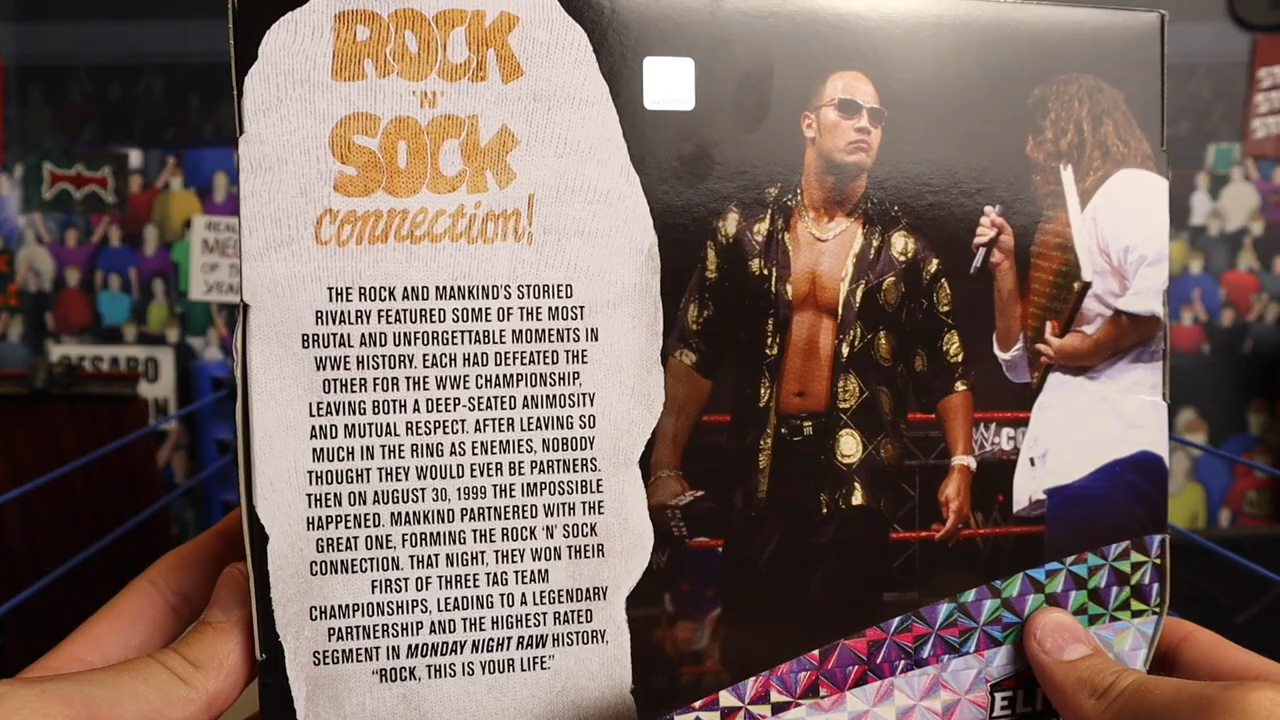 ROCK
'N'
SOCK
connection!
THE ROCK AND MANKIND'S STORIED
RIVALRY FEATURED SOME OF THE MOST
BRUTAL AND UNFORGETTABLE MOMENTS IN
WWE HISTORY. EACH HAD DEFEATED THE
OTHER FOR THE WWE CHAMPIONSHIP,
LEAVING BOTH A DEEP-SEATED ANIMOSITY
AND MUTUAL RESPECT. AFTER LEAVING SO
MUCH IN THE RING AS ENEMIES, NOBODY
THOUGHT THEY WOULD EVER BE PARTNERS.
THEN ON AUGUST 30, 1999 THE IMPOSSIBLE
HAPPENED. MANKIND PARTNERED WITH THE
GREAT ONE, FORMING THE ROCK 'N' SOCK
CONNECTION. THAT NIGHT, THEY WON THEIR
FIRST OF THREE TAG TEAM
CHAMPIONSHIPS, LEADING TO A LEGENDARY
PARTNERSHIP AND THE HIGHEST RATED
SEGMENT IN MONDAY NIGHT RAW HISTORY,
"ROCK, THIS IS YOUR LIFE."